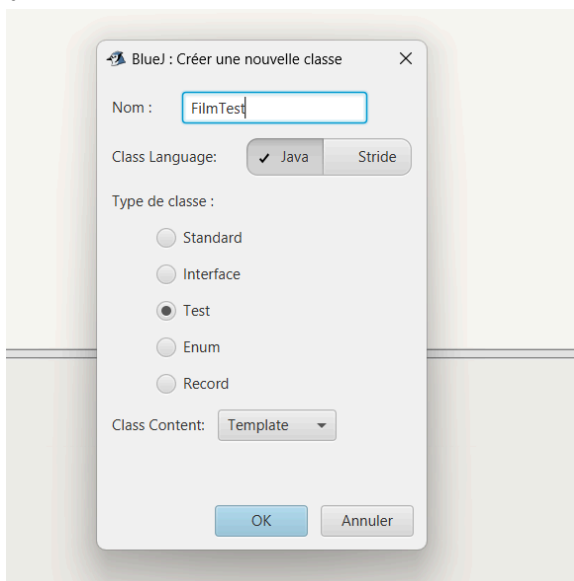 BlueJ : Créer une nouvelle classe
Nom : FilmTest
Class Language: Java Stride
Type de classe :
Standard
Interface
Test
Enum
Record
Class Content: Template
OK Annuler